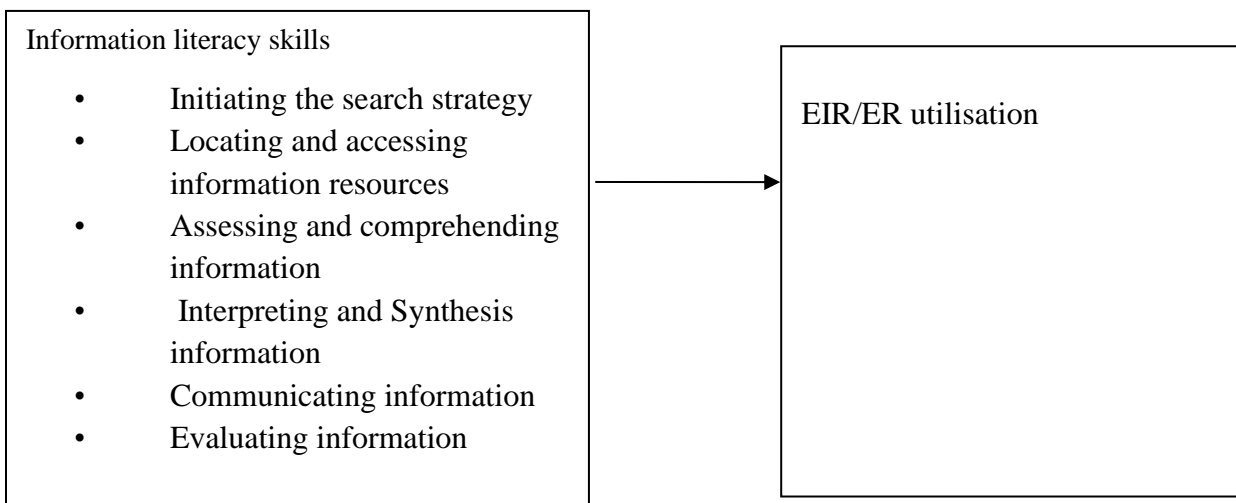 Information literacy skills
• Initiating the search strategy
• Locating and accessing
information resources
• Assessing and comprehending
information
• Interpreting and Synthesis
information
• Communicating information
• Evaluating information
EIR/ER utilisation